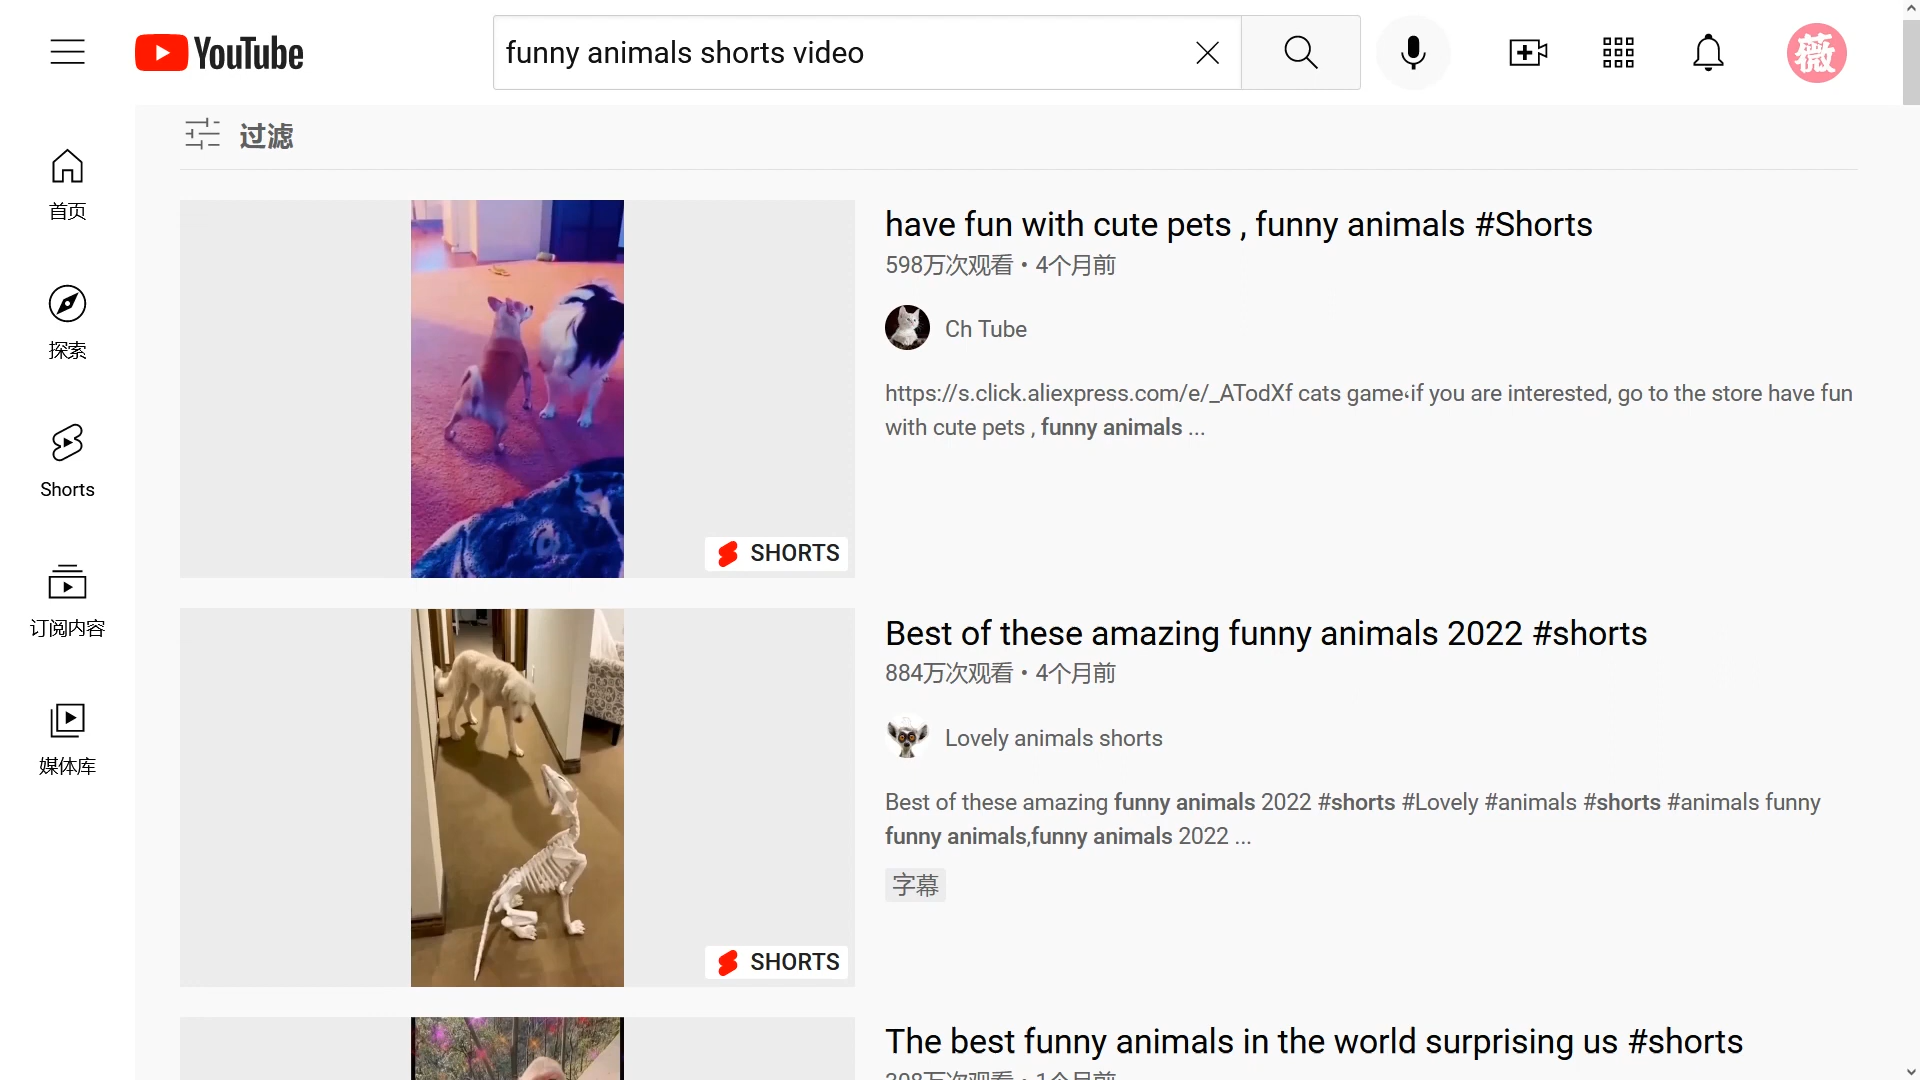 YouTube
funny animals shorts video
薇
过滤
首页
探索
Shorts
订阅内容
媒体库
have fun with cute pets , funny animals #Shorts
598万次观看 • 4个月前
Ch Tube
https://s.click.aliexpress.com/e/_ATodXf cats game،if you are interested, go to the store have fun
with cute pets , funny animals ...
SHORTS
Best of these amazing funny animals 2022 #shorts
884万次观看 • 4个月前
Lovely animals shorts
Best of these amazing funny animals 2022 #shorts #Lovely #animals #shorts #animals funny
funny animals,funny animals 2022 ...
字幕
SHORTS
The best funny animals in the world surprising us #shorts